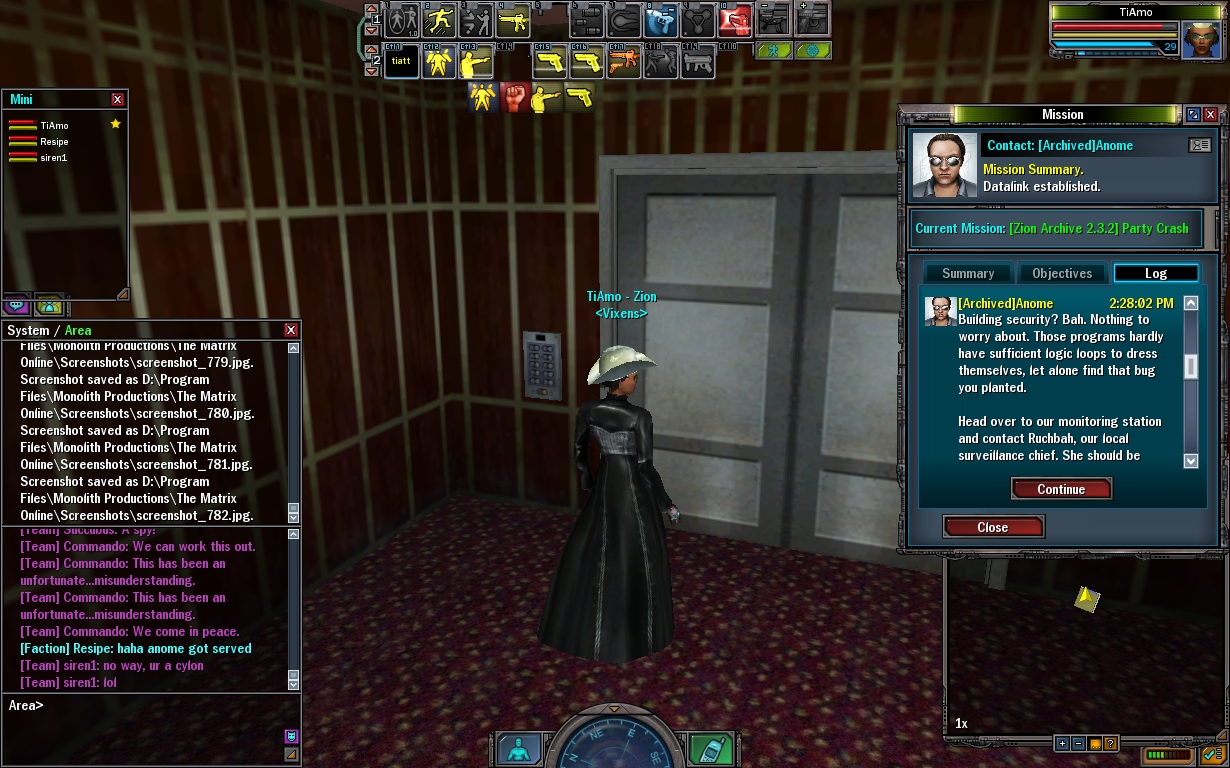 TiAmo
29
1
2
tiatt
Mini
TiAmo
Resipe
siren1
Mission
Contact: [Archived]Anome
Mission Summary.
Datalink established.
Current Mission: [Zion Archive 2.3.2] Party Crash
Summary
Objectives
Log
[Archived]Anome 2:28:02 PM
Building security? Bah. Nothing to
worry about. Those programs hardly
have sufficient logic loops to dress
themselves, let alone find that bug
you planted.
Head over to our monitoring station
and contact Rumbah, our local
surveillance chief. She should be
Continue
Close
TiAmo - Zion
<Vixens>
System / Area
Files\Monolith Productions\The Matrix
Online\Screenshots\screenshot_779.jpg.
Screenshot saved as D:\Program
Files\Monolith Productions\The Matrix
Online\Screenshots\screenshot_780.jpg.
Screenshot saved as D:\Program
Files\Monolith Productions\The Matrix
Online\Screenshots\screenshot_781.jpg.
Screenshot saved as D:\Program
Files\Monolith Productions\The Matrix
Online\Screenshots\screenshot_782.jpg.
[Team] Succubus: A spy!
[Team] Commando: We can work this out.
[Team] Commando: This has been an
unfortunate...misunderstanding.
[Team] Commando: This has been an
unfortunate...misunderstanding.
[Team] Commando: We come in peace.
[Faction] Resipe: haha anome got served
[Team] siren1: no way, ur a cylon
[Team] siren1: lol
Area>
N
NE
E
SE
1x